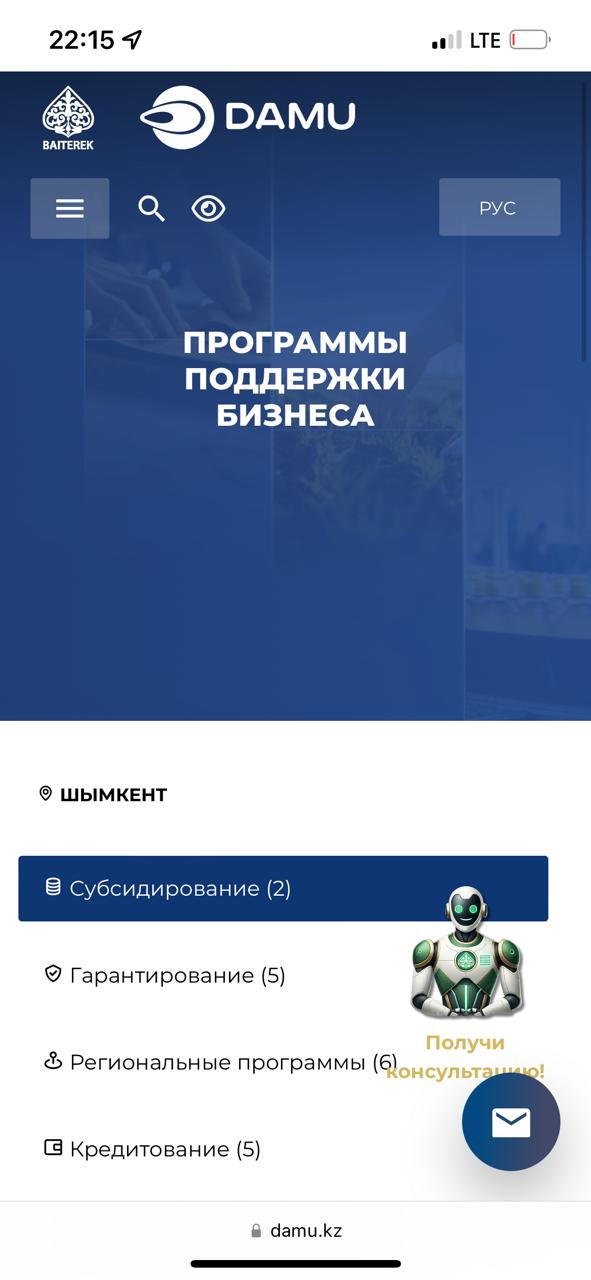 22:15
LTE
BAITEREK
DAMU
РУС
ПРОГРАММЫ
ПОДДЕРЖКИ
БИЗНЕСА
ШЫМКЕНТ
Субсидирование (2)
Гарантирование (5)
Получи
Региональные программы (6)
консультацию!
Кредитование (5)
damu.kz